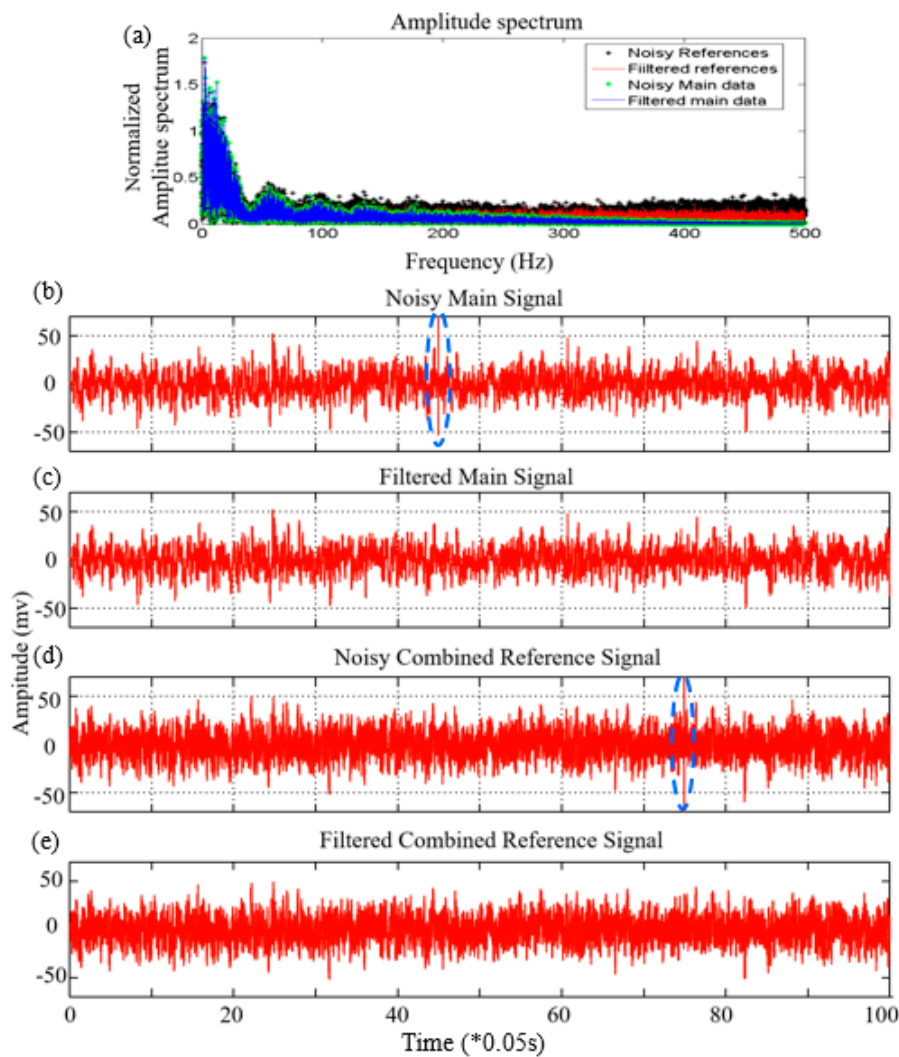 (a)
Amplitude spectrum
Normalized
Amplitue spectrum
2
1.5
1
0.5
0
Noisy References
Fiiltered references
Noisy Main data
Filtered main data
0 100 200 300 400 500
Frequency (Hz)
(b)
Noisy Main Signal
50
0
-50
(c)
Filtered Main Signal
50
0
-50
Ampitude (mv)
(d)
Noisy Combined Reference Signal
50
0
-50
(e)
Filtered Combined Reference Signal
50
0
-50
0 20 40 60 80 100
Time (*0.05s)